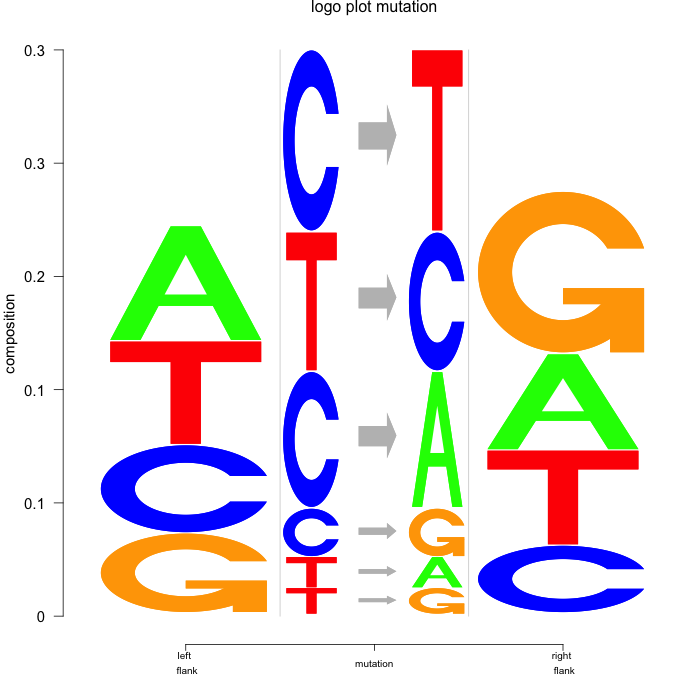 logo plot mutation
0.3
0.3
0.2
0.1
0.1
0
composition
A
T
C
G
C T
T C
C A
C G
T A
T G
G
A
T
C
left
flank
mutation
right
flank